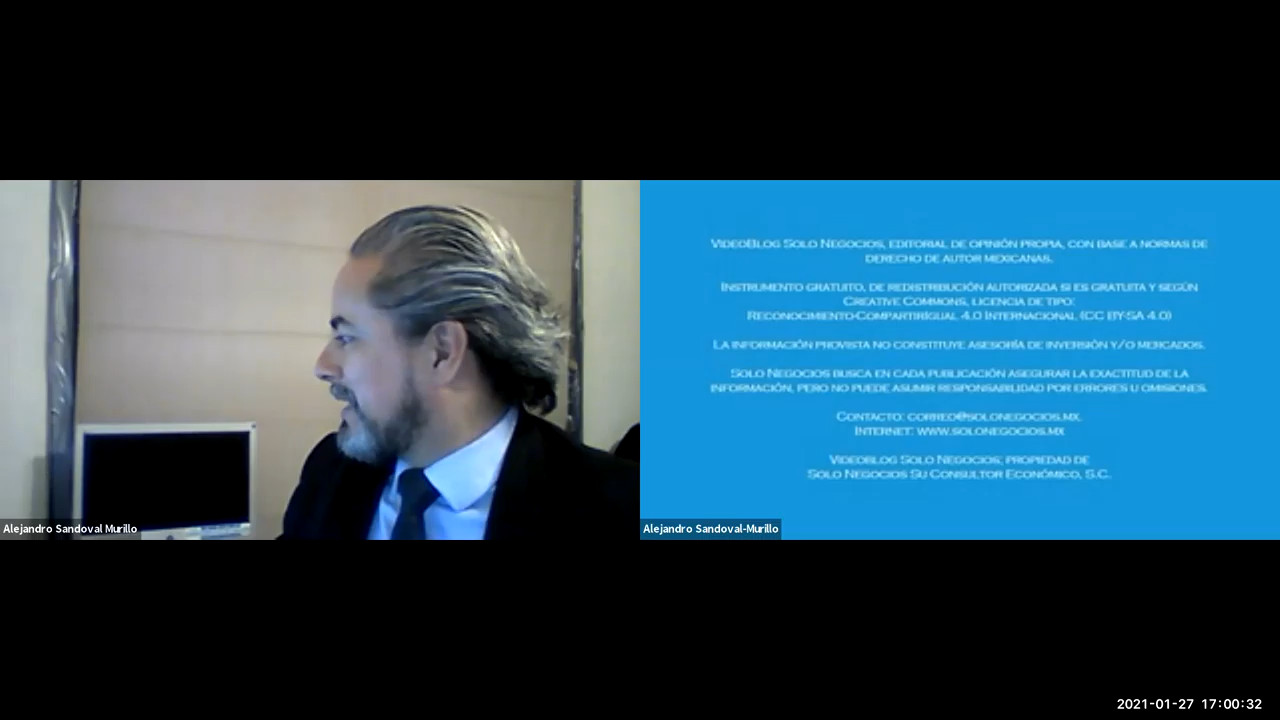 VIDEOBLOG SOLO NEGOCIOS, EDITORIAL DE OPINIÓN PROPIA, CON BASE A NORMAS DE
DERECHO DE AUTOR MEXICANAS.
INSTRUMENTO GRATUITO, DE REDISTRIBUCIÓN AUTORIZADA SI ES GRATUITA Y SEGÚN
CREATIVE COMMONS, LICENCIA DE TIPO:
RECONOCIMIENTO-COMPARTIRIGUAL 4.0 INTERNACIONAL (CC BY-SA 4.0)
LA INFORMACIÓN PROVISTA NO CONSTITUYE ASESORÍA DE INVERSIÓN Y/O MERCADOS.
SOLO NEGOCIOS BUSCA EN CADA PUBLICACIÓN ASEGURAR LA EXACTITUD DE LA
INFORMACIÓN, PERO NO PUEDE ASUMIR RESPONSABILIDAD POR ERRORES U OMISIONES.
CONTACTO: CORREO@SOLONEGOCIOS.MX
INTERNET: WWW.SOLONEGOCIOS.MX
VIDEOBLOG SOLO NEGOCIOS, PROPIEDAD DE
SOLO NEGOCIOS SU CONSULTOR ECONÓMICO, S.C.
Alejandro Sandoval Murillo
Alejandro Sandoval-Murillo
2021-01-27 17:00:32